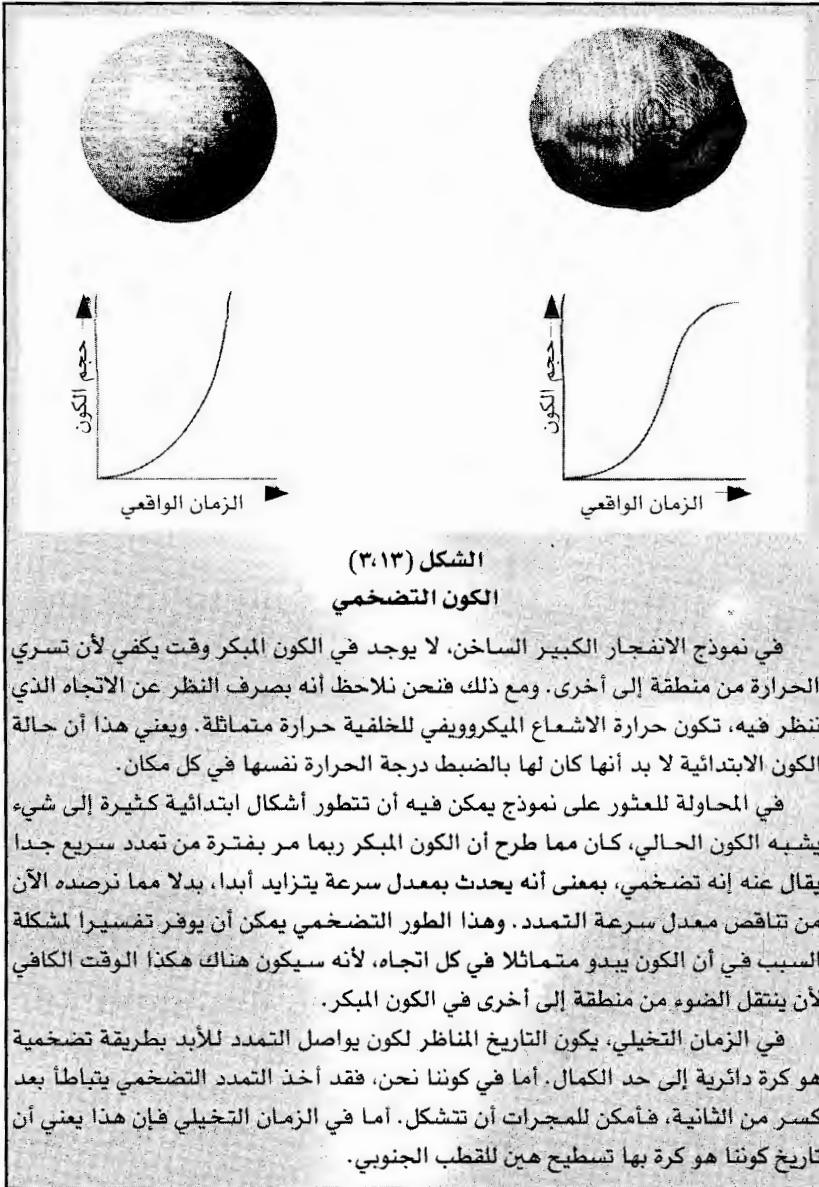 حجم الكون
الزمان الواقعي
حجم الكون
الزمان الواقعي
الشكل (٣،١٣)
الكون التضخمي
في نموذج الانفجار الكبير الساخن، لا يوجد في الكون المبكر وقت يكفي لأن تسري
الحرارة من منطقة إلى أخرى. ومع ذلك فنحن نلاحظ أنه بصرف النظر عن الاتجاه الذي
ننظر فيه، تكون حرارة الاشعاع الميكروويفي للخلفية حرارة متماثلة. ويعني هذا أن حالة
الكون الابتدائية لا بد أنها كان لها بالضبط درجة الحرارة نفسها في كل مكان.
في المحاولة للعثور على نموذج يمكن فيه أن تتطور أشكال ابتدائية كثيرة إلى شيء
يشبه الكون الحالي، كان مما طرح أن الكون المبكر ربما مر بفترة من تمدد سريع جدا
يقال عنه إنه تضخمي، بمعنى أنه يحدث بمعدل سرعة يتزايد أبدا، بدلا مما نرصده الآن
من تناقص معدل سرعة التمدد. وهذا الطور التضخمي يمكن أن يوفر تفسيرا لمشكلة
السبب في أن الكون يبدو متماثلا في كل اتجاه، لأنه سيكون هناك هكذا الوقت الكافي
لأن ينتقل الضوء من منطقة إلى أخرى في الكون المبكر.
في الزمان التخيلي، يكون التاريخ المناظر لكون يواصل التمدد للأبد بطريقة تضخمية
هو كرة دائرية إلى حد الكمال. أما في كوننا نحن، فقد أخذ التمدد التضخمي يتباطأ بعد
كسر من الثانية، فأمكن للمجرات أن تتشكل. أما في الزمان التخيلي فإن هذا يعني أن
تاريخ كوننا هو كرة بها تسطيح هين للقطب الجنوبي.